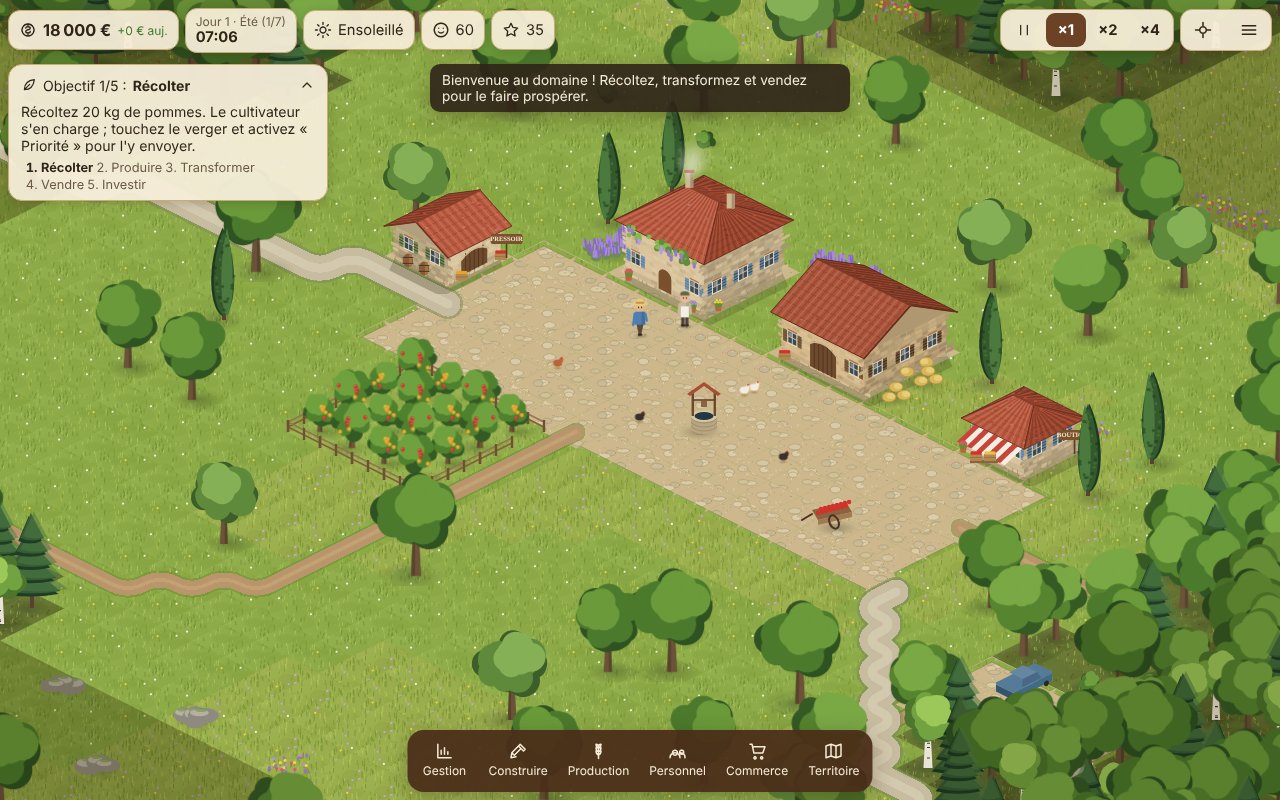 18 000 € +0 € auj.
Jour 1 · Été (1/7)
07:06
Ensoleillé
60
35
×1
×2
×4
Objectif 1/5 : Récolter
Récoltez 20 kg de pommes. Le cultivateur
s'en charge ; touchez le verger et activez «
Priorité » pour l'y envoyer.
1. Récolter 2. Produire 3. Transformer
4. Vendre 5. Investir
Bienvenue au domaine ! Récoltez, transformez et vendez
pour le faire prospérer.
PRESSOIR
Gestion
Construire
Production
Personnel
Commerce
Territoire